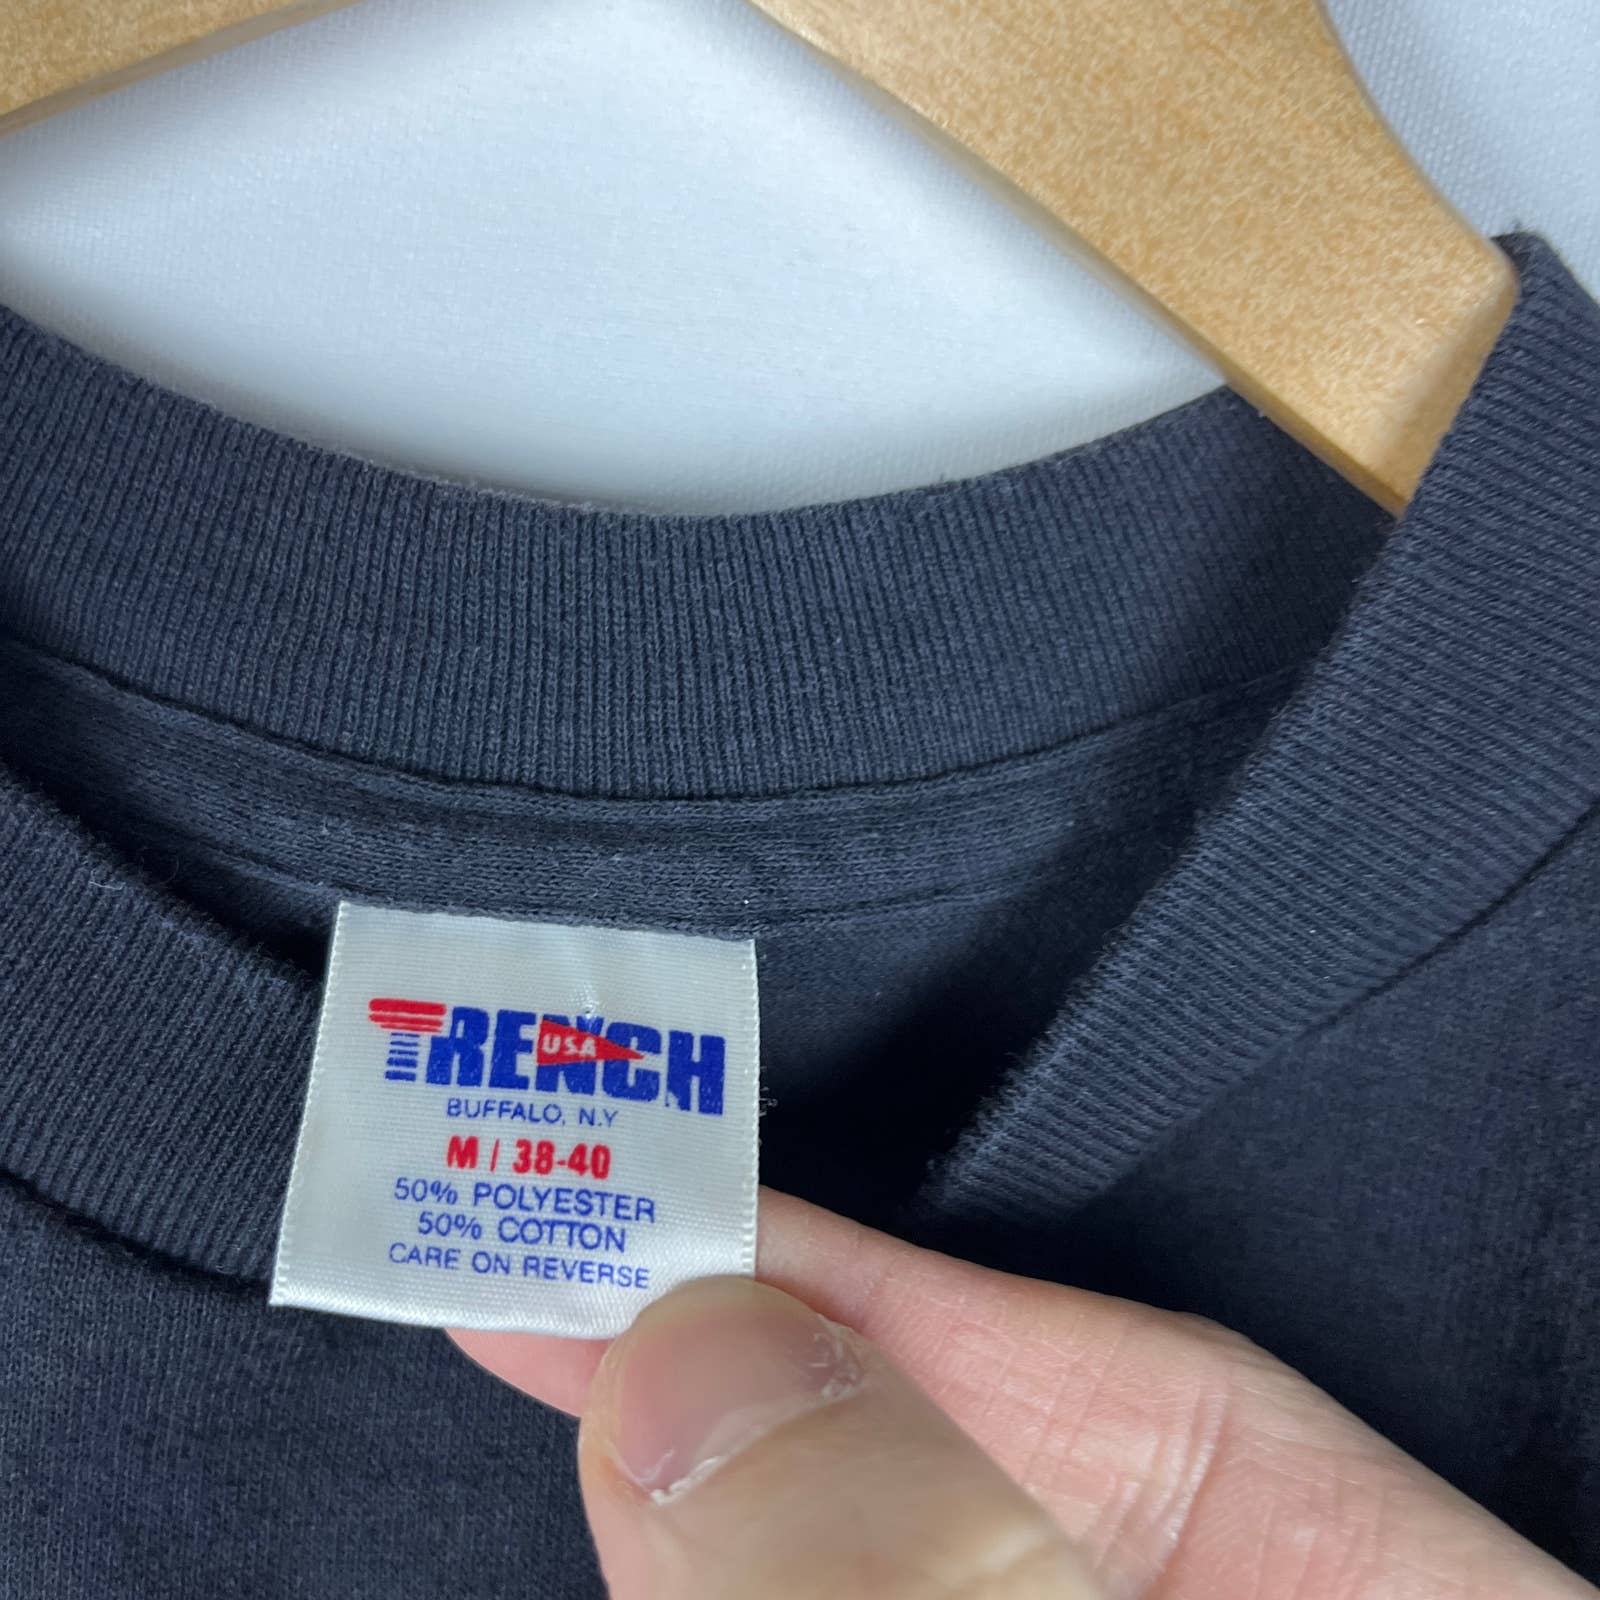 TRENCH
USA
BUFFALO, N.Y
M / 38-40
50% POLYESTER
50% COTTON
CARE ON REVERSE